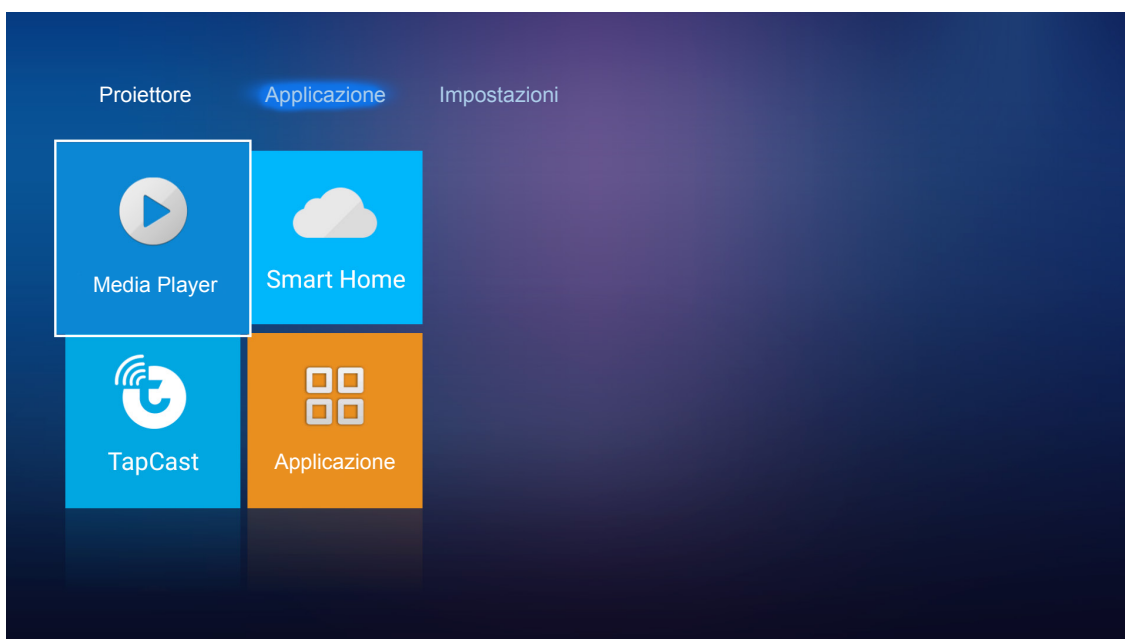 Proiettore Applicazione Impostazioni
Media Player Smart Home
TapCast Applicazione